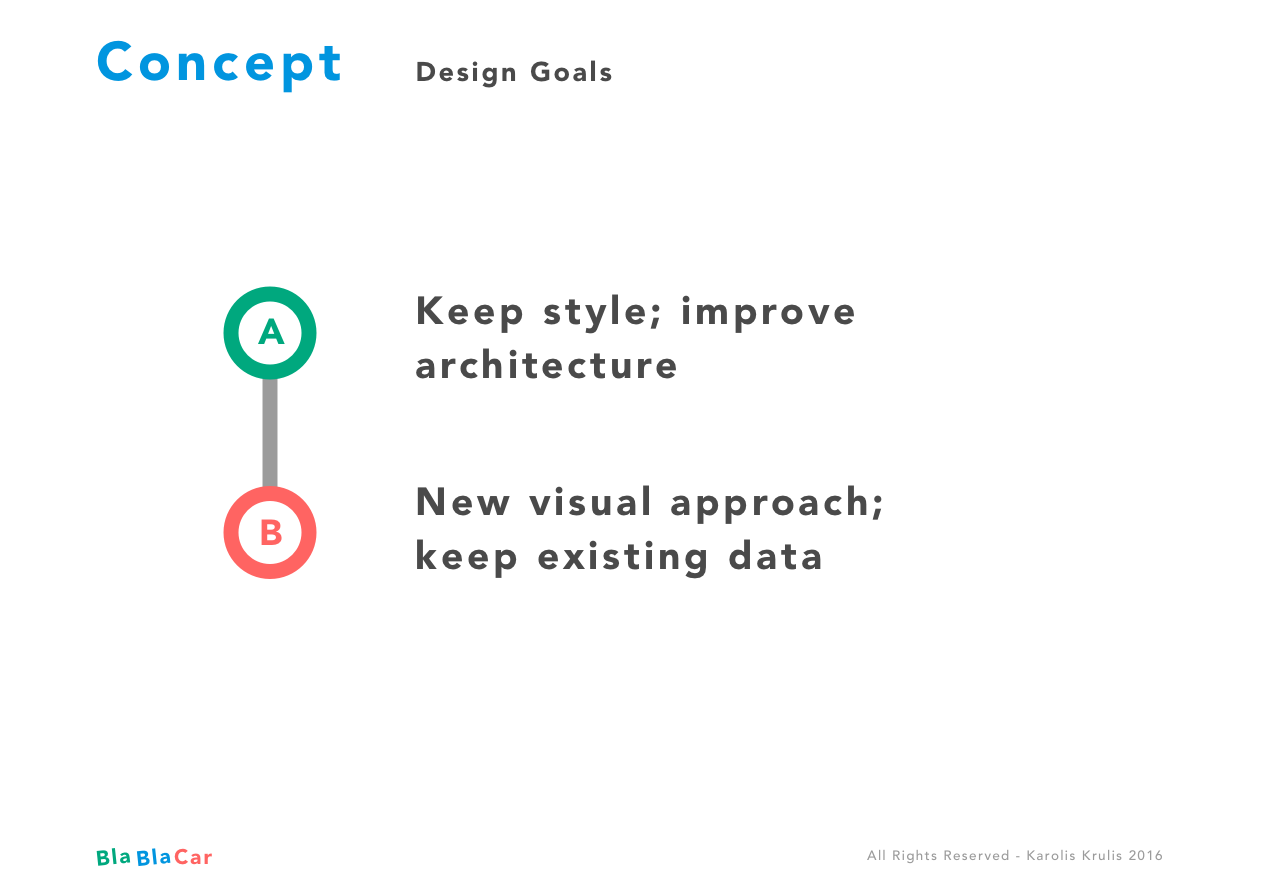 Concept
Design Goals
A
Keep style; improve
architecture
B
New visual approach;
keep existing data
BlaBlaCar
All Rights Reserved - Karolis Krulis 2016